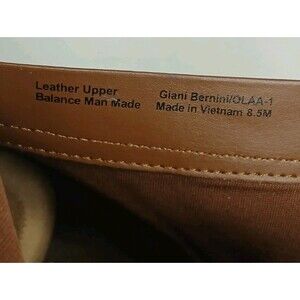 Leather Upper
Balance Man Made
Giani Bernini/OLAA-1
Made in Vietnam 8.5M